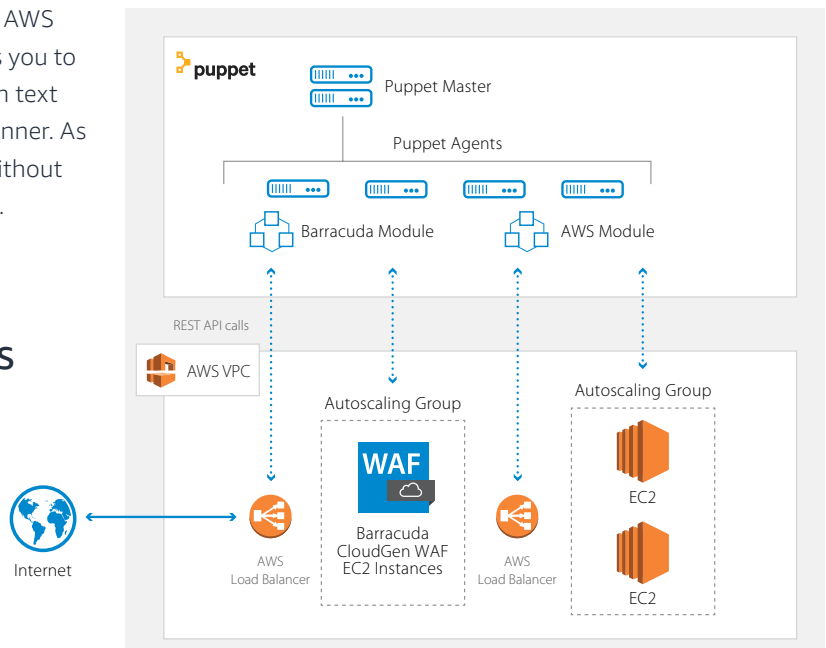 AWS
s you to
n text
nner. As
ithout
.
s
puppet
Puppet Master
Puppet Agents
Barracuda Module
AWS Module
REST API calls
AWS VPC
Autoscaling Group
Autoscaling Group
WAF
EC2
Barracuda
CloudGen WAF
EC2 Instances
AWS
Load Balancer
AWS
Load Balancer
EC2
Internet